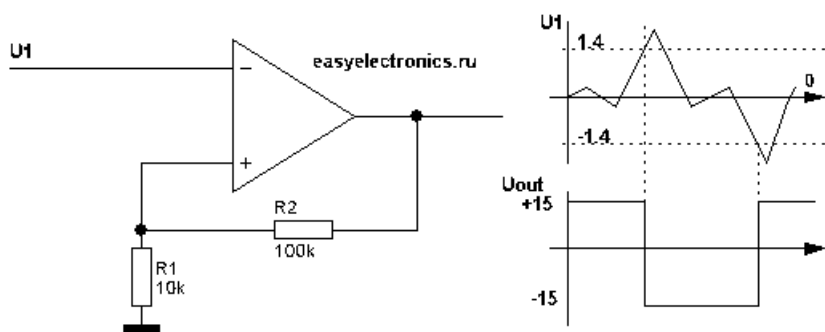 U1
easyelectronics.ru
−
+
R2
100k
R1
10k
U1
1.4
0
-1.4
Uout
+15
-15